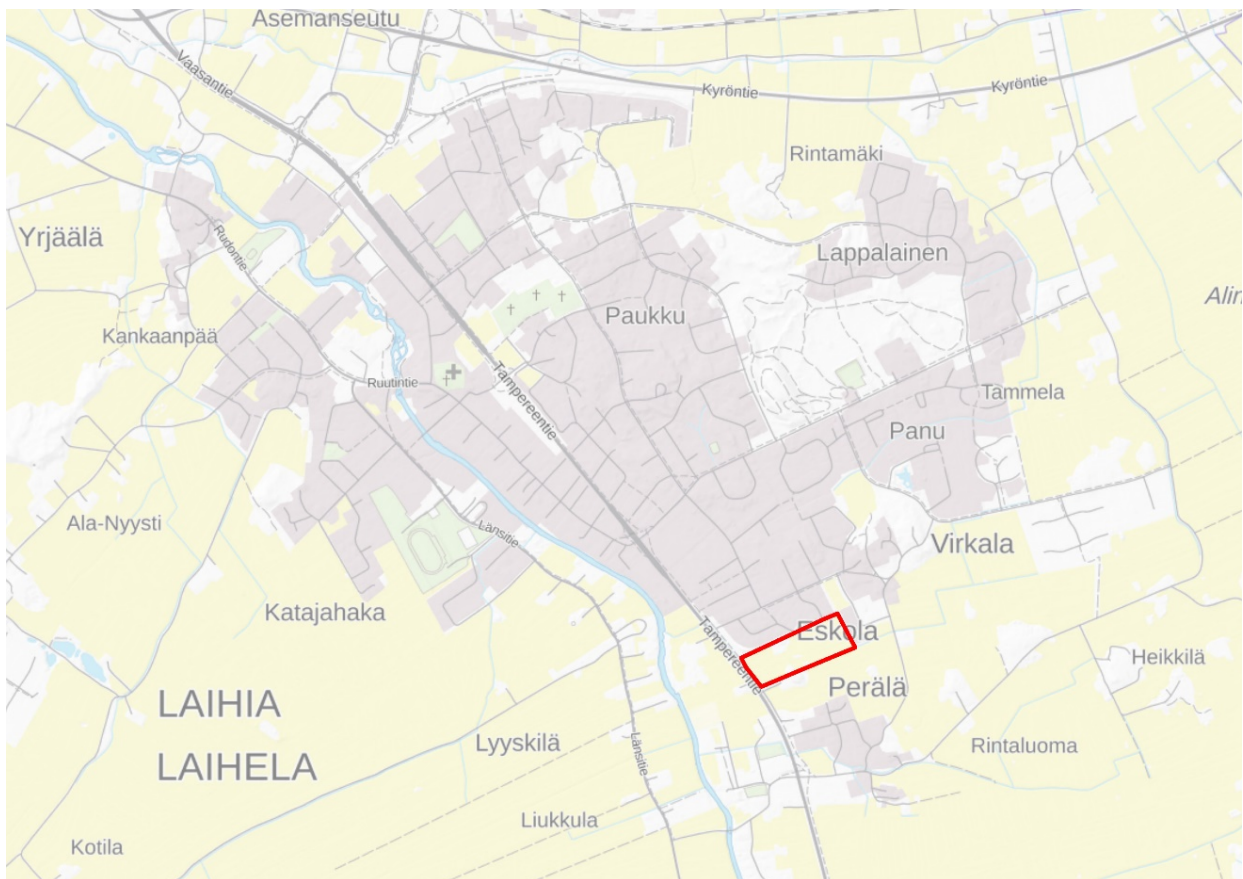 Asemanseutu
Vaasantie
Kyröntie
Kyröntie
Rintamäki
Yrjäälä
Rudontie
Lappalainen
Alin
Kankaanpää
Paukku
Ruutintie
Tampereentie
Tammela
Panu
Ala-Nyysti
Länsitie
Virkala
Katajahaka
Eskola
Tampereentie
Heikkilä
Perälä
LAIHIA
LAIHELA
Lyyskilä
Länsitie
Rintaluoma
Liukkula
Kotila